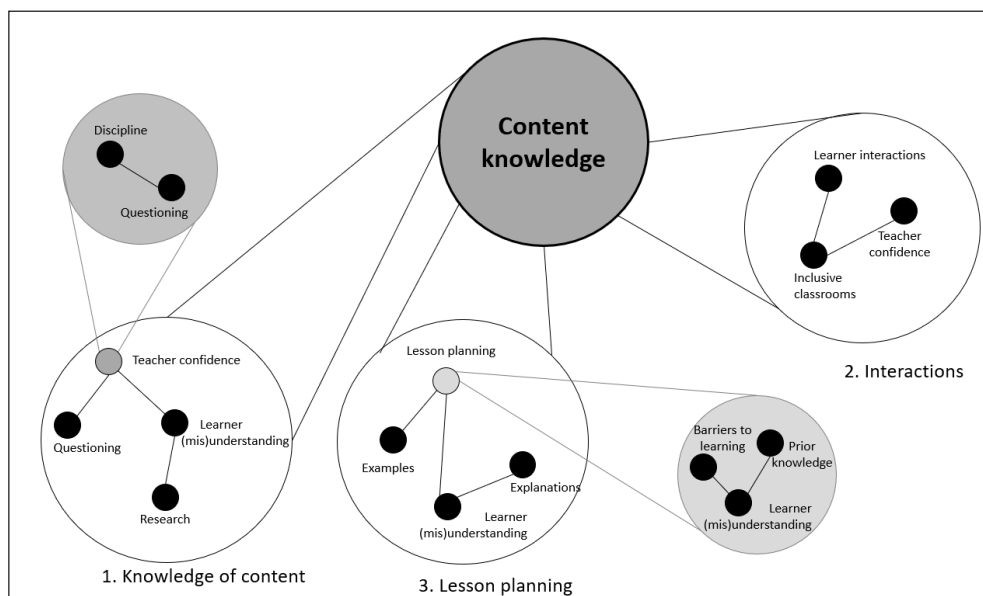 Content
knowledge
Discipline
Questioning
Teacher confidence
Questioning
Learner
(mis)understanding
Research
1. Knowledge of content
Learner interactions
Teacher
confidence
Inclusive
classrooms
2. Interactions
Lesson planning
Examples
Explanations
Learner
(mis)understanding
3. Lesson planning
Barriers to
learning
Prior
knowledge
Learner
(mis)understanding